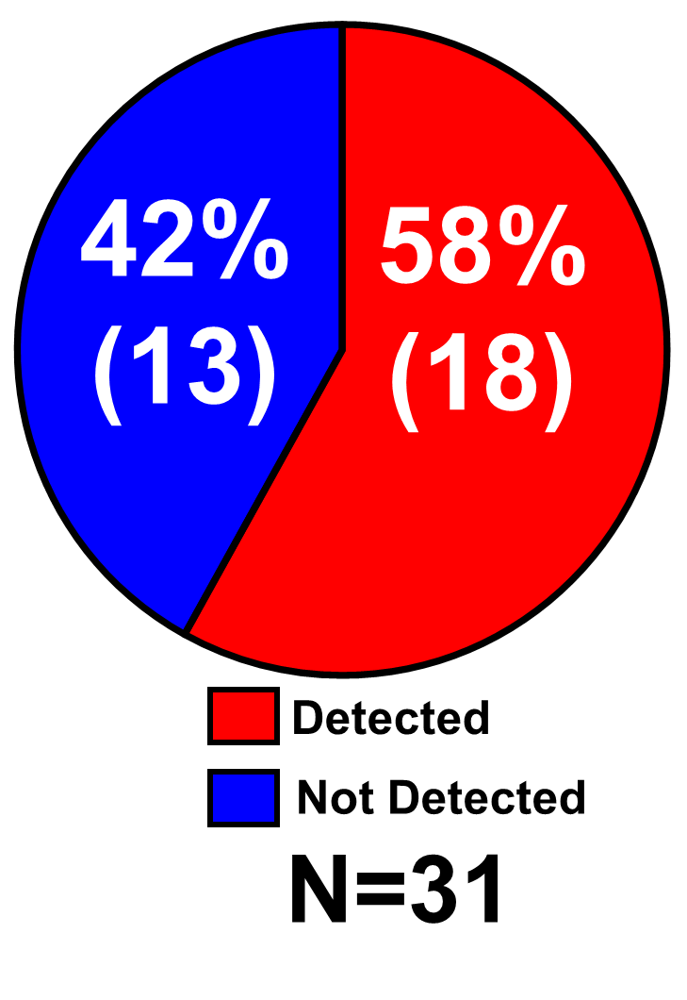 42%
(13)
58%
(18)
Detected
Not Detected
N=31